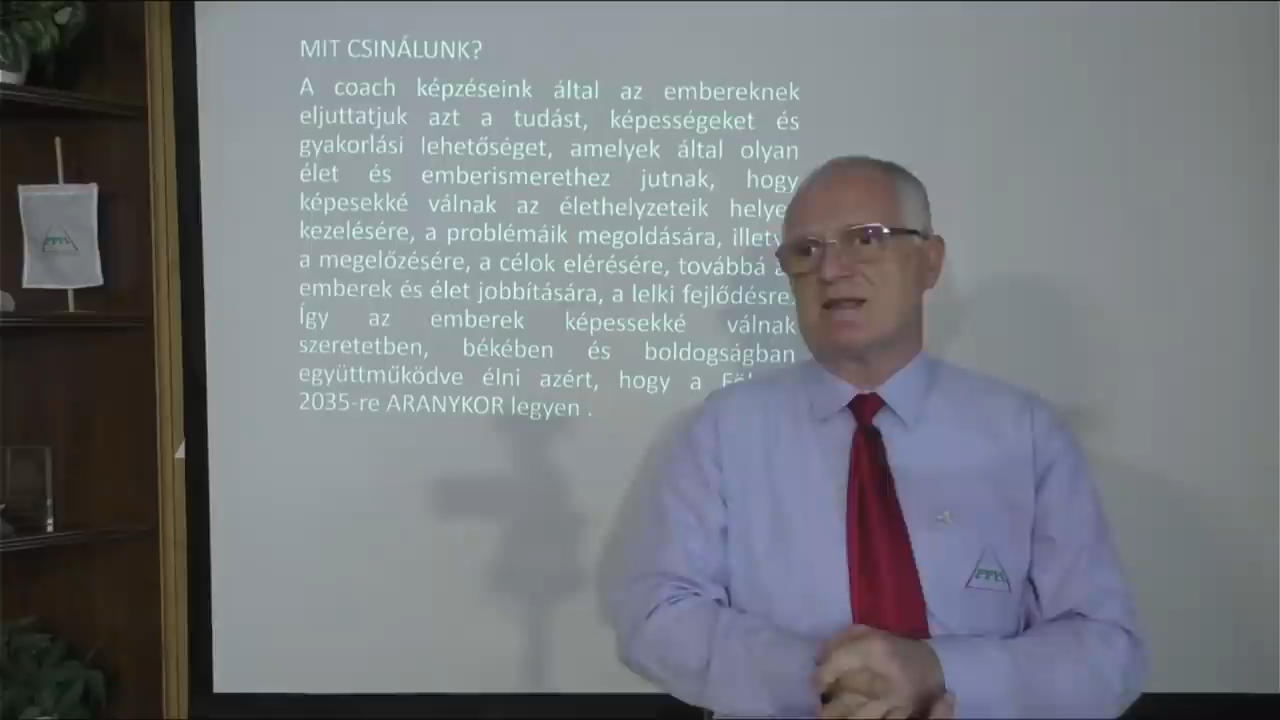 MIT CSINÁLUNK?
A coach képzéseink által az embereknek
eljuttatjuk azt a tudást, képességeket és
gyakorlási lehetőséget, amelyek által olyan
élet és emberismerethez jutnak, hogy
képesekké válnak az élethelyzeteik
kezelésére, a problémáik megoldására,
a megelőzésére, a célok elérésére, továbbá
emberek és élet jobbítására, a lelki fejlődésre.
Így az emberek képessekké válnak
szeretetben, békében és boldogságban
együttműködve élni azért, hogy a
2035-re ARANYKOR legyen .